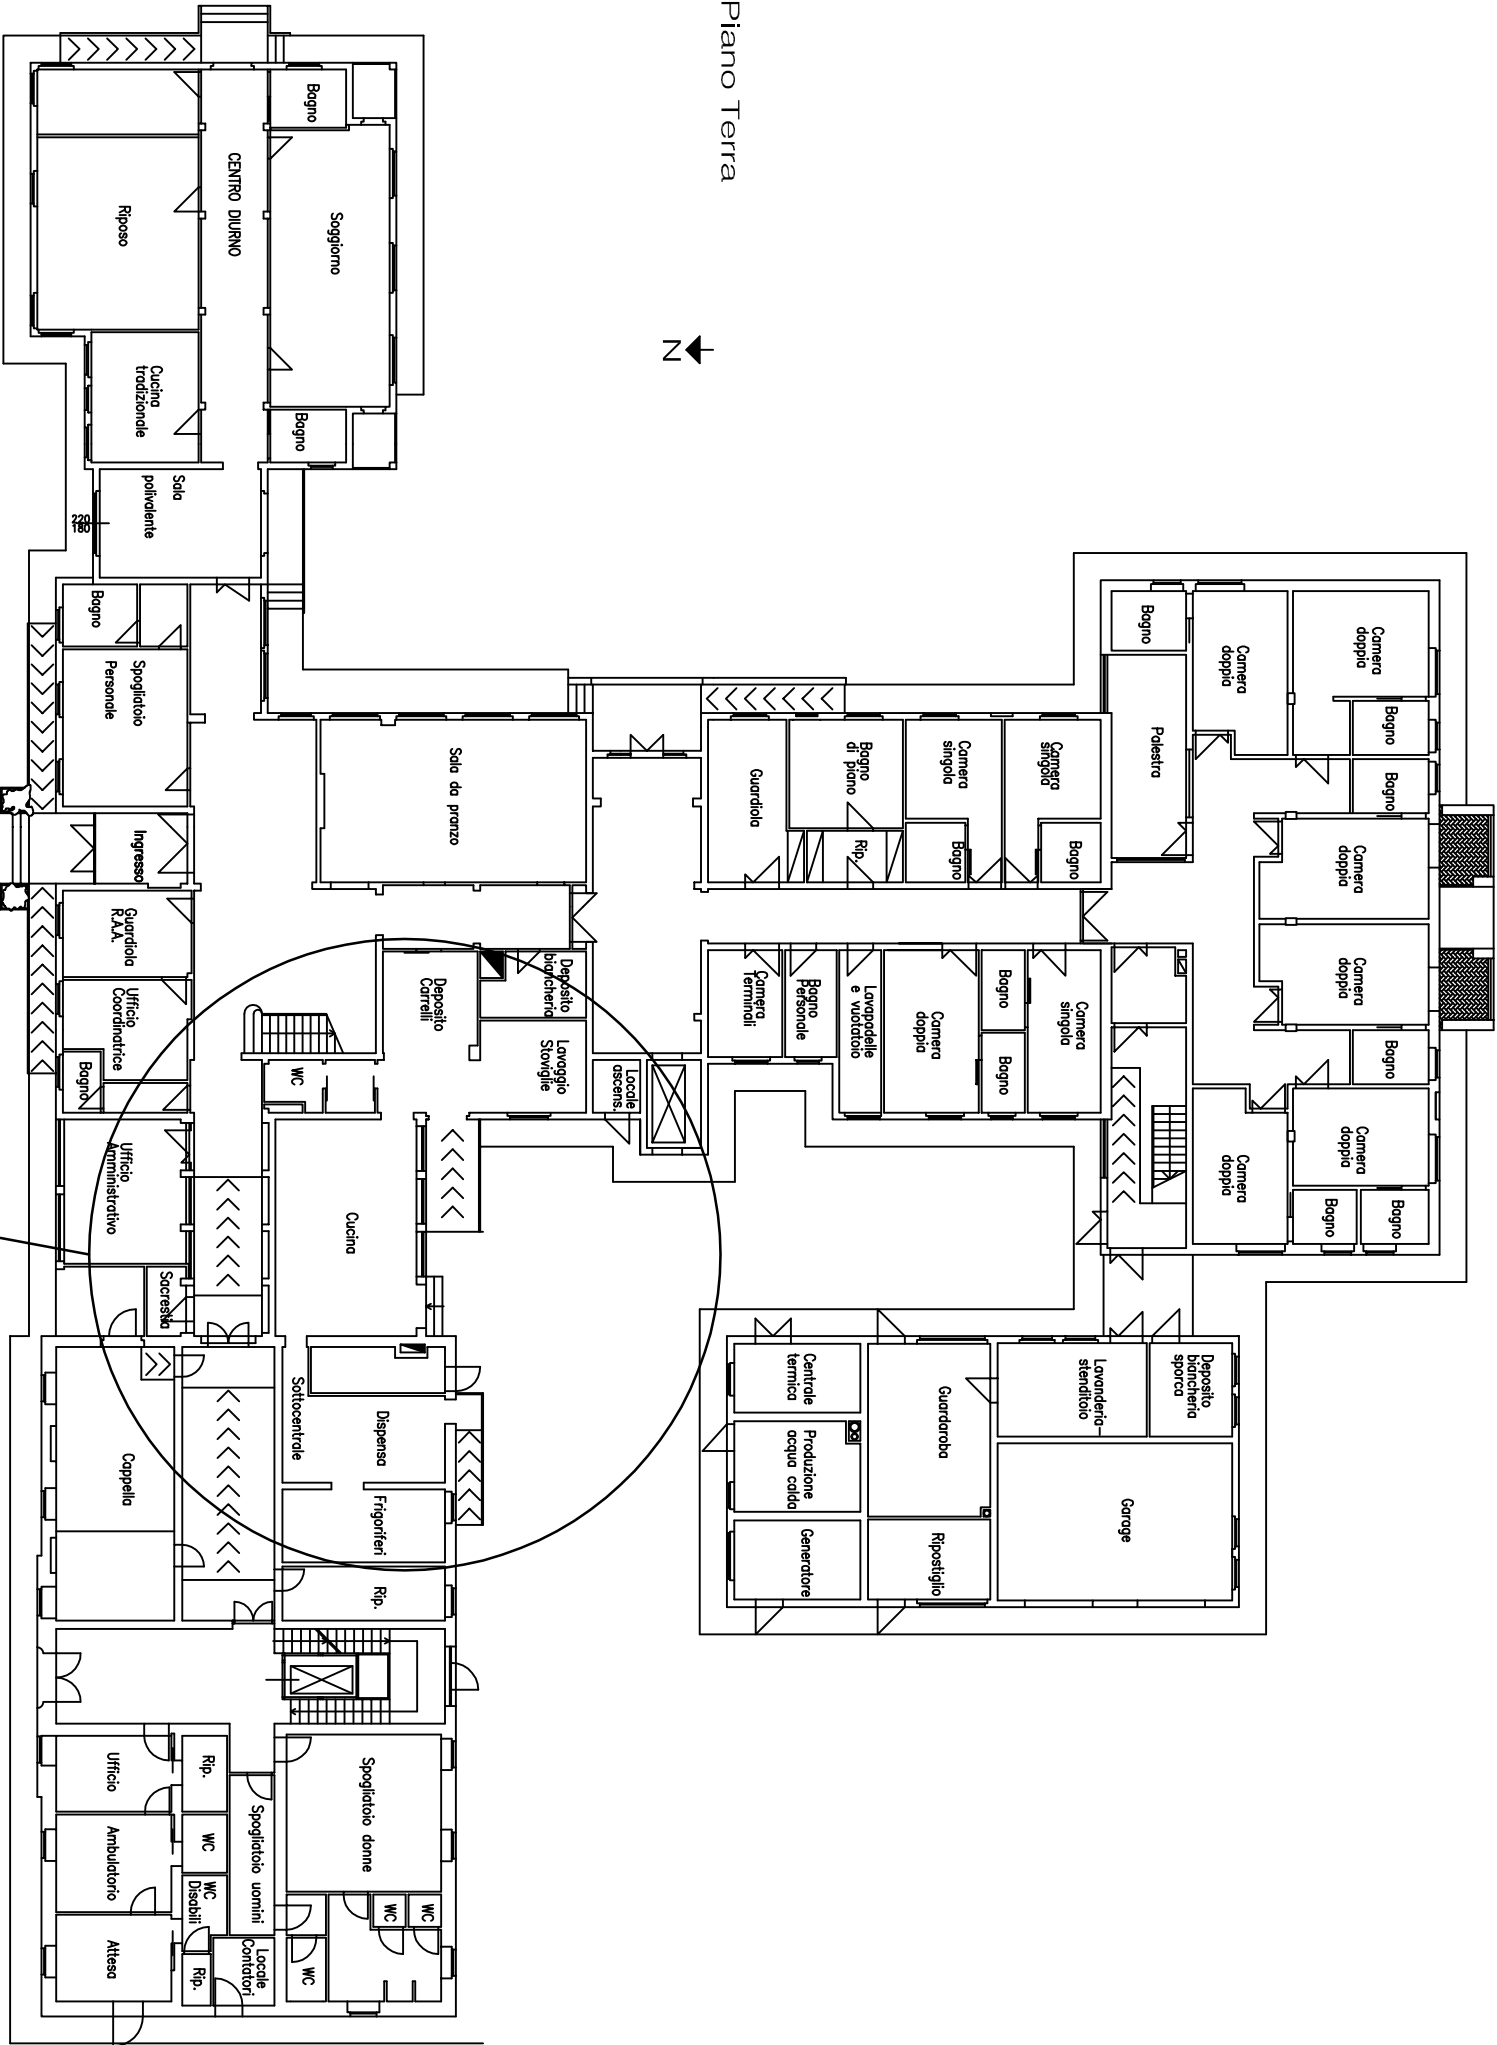 Piano Terra
N
Camera
doppia
Bagno
Bagno
Camera
doppia
Camera
doppia
Bagno
Camera
doppia
Bagno
Bagno
Camera
doppia
Bagno
Palestra
Camera
doppia
Camera
singola
Bagno
Camera
singola
Bagno
Bagno
di piano
Rip.
Guardiola
Camera
singola
Bagno
Bagno
Camera
doppia
Lavapadelle
e vuotatoio
Bagno
Personale
Camera
Terminali
Locale
ascens.
Deposito
biancheria
sporca
Lavanderia-
stenditoio
Garage
Guardaroba
Ripostiglio
Centrale
termica
Produzione
acqua calda
Generatore
Bagno
Soggiorno
Bagno
CENTRO DIURNO
Riposo
Cucina
tradizionale
Sala
polivalente
220
180
Sala da pranzo
Deposito
biancheria
Lavaggio
Stoviglie
Deposito
Carrelli
WC
Cucina
Bagno
Spogliatoio
Personale
Ingresso
Guardiola
R.A.A.
Ufficio
Coordinatrice
Bagno
Ufficio
Amministrativo
Sacrestia
Sottocentrale
Dispensa
Frigoriferi
Rip.
Cappella
Spogliatoio donne
WC
WC
WC
Spogliatoio uomini
Locale
Contatori
Rip.
WC
WC
Disabili
Rip.
Ufficio
Ambulatorio
Attesa